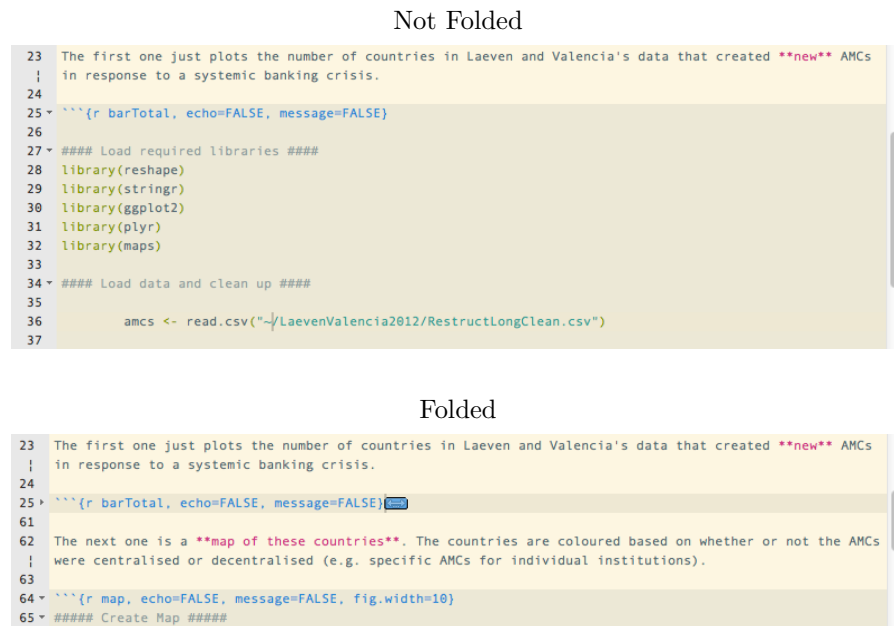 Not Folded
23 The first one just plots the number of countries in Laeven and Valencia's data that created **new** AMCs
in response to a systemic banking crisis.
24
25 ```{r barTotal, echo=FALSE, message=FALSE}
26
27 #### Load required libraries ####
28 library(reshape)
29 library(stringr)
30 library(ggplot2)
31 library(plyr)
32 library(maps)
33
34 #### Load data and clean up ####
35
36 amcs <- read.csv("~/LaevenValencia2012/RestructLongClean.csv")
37
Folded
23 The first one just plots the number of countries in Laeven and Valencia's data that created **new** AMCs
in response to a systemic banking crisis.
24
25 ```{r barTotal, echo=FALSE, message=FALSE}
61
62 The next one is a **map of these countries**. The countries are coloured based on whether or not the AMCs
were centralised or decentralised (e.g. specific AMCs for individual institutions).
63
64 ```{r map, echo=FALSE, message=FALSE, fig.width=10}
65 ##### Create Map #####